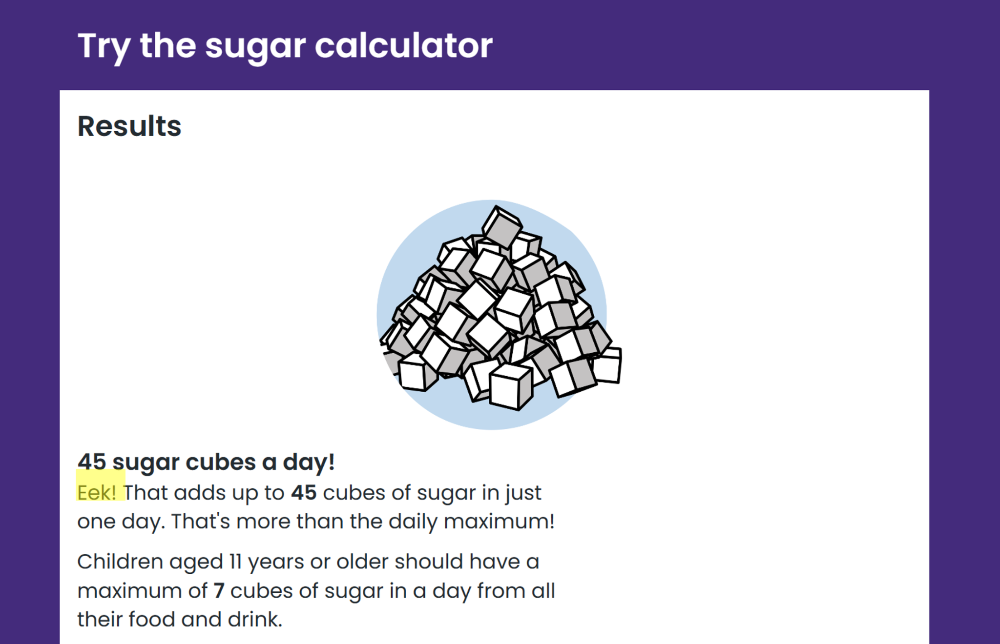 Try the sugar calculator
Results
45 sugar cubes a day!
Eek! That adds up to 45 cubes of sugar in just
one day. That's more than the daily maximum!
Children aged 11 years or older should have a
maximum of 7 cubes of sugar in a day from all
their food and drink.